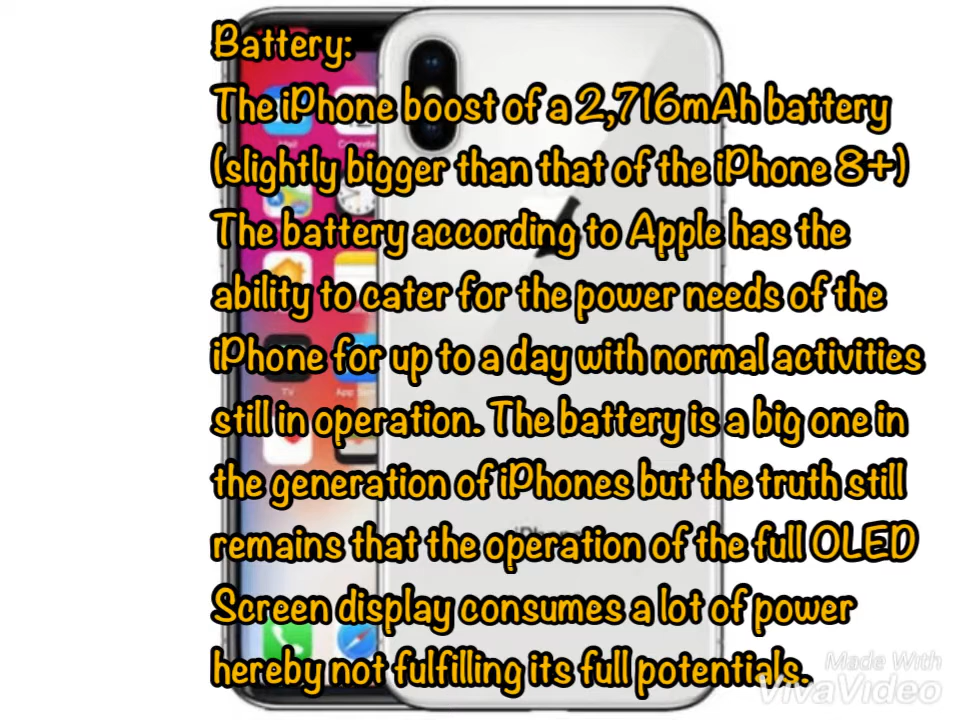 Battery:
The iPhone boost of a 2,716mAh battery
(slightly bigger than that of the iPhone 8+)
The battery according to Apple has the
ability to cater for the power needs of the
iPhone for up to a day with normal activities
still in operation. The battery is a big one in
the generation of iPhones but the truth still
remains that the operation of the full OLED
Screen display consumes a lot of power
hereby not fulfilling its full potentials.
Made With
VivaVideo